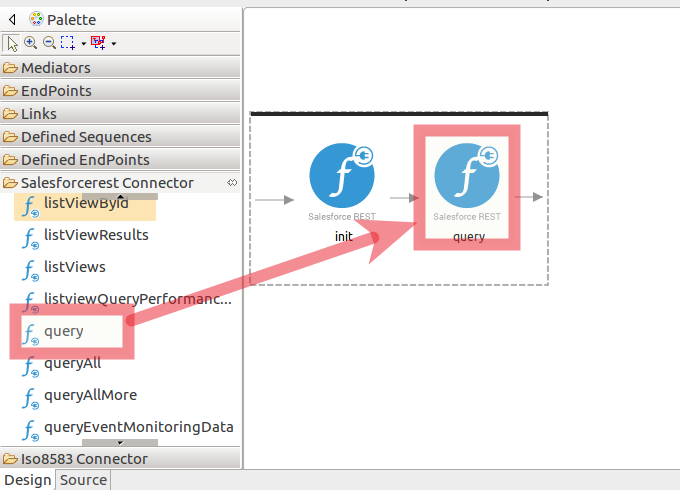 Palette
Mediators
EndPoints
Links
Defined Sequences
Defined EndPoints
Salesforcerest Connector
listViewById
listViewResults
listViews
listviewQueryPerformanc...
query
queryAll
queryAllMore
queryEventMonitoringData
Iso8583 Connector
Design Source
Salesforce REST
init
Salesforce REST
query